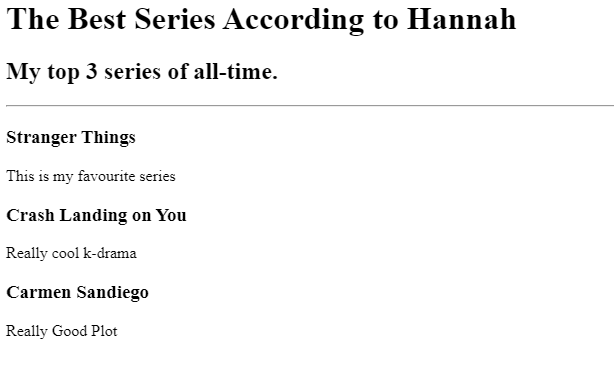 The Best Series According to Hannah
My top 3 series of all-time.
Stranger Things
This is my favourite series
Crash Landing on You
Really cool k-drama
Carmen Sandiego
Really Good Plot